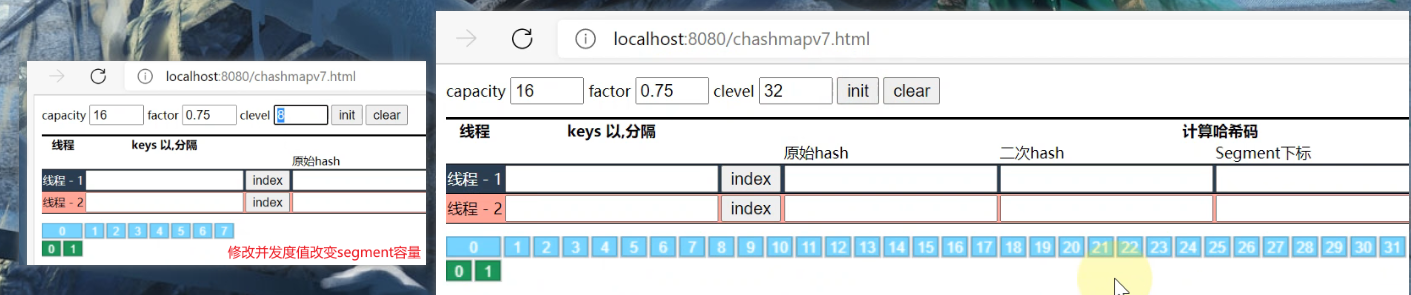 localhost:8080/chashmapv7.html
capacity 16 factor 0.75 clevel 8 init clear
线程 keys 以,分隔
原始hash
线程 - 1 index
线程 - 2 index
0 1 2 3 4 5 6 7
0 1
修改并发度值改变segment容量
localhost:8080/chashmapv7.html
capacity 16 factor 0.75 clevel 32 init clear
线程 keys 以,分隔 计算哈希码
原始hash 二次hash Segment下标
线程 - 1 index
线程 - 2 index
0 1 2 3 4 5 6 7 8 9 10 11 12 13 14 15 16 17 18 19 20 21 22 23 24 25 26 27 28 29 30 31
0 1